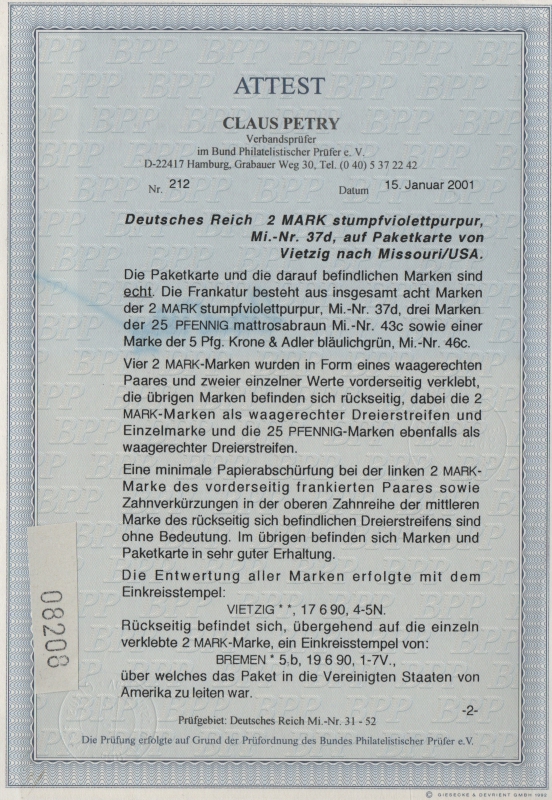 ATTEST
CLAUS PETRY
Verbandsprüfer
im Bund Philatelistischer Prüfer e. V.
D-22417 Hamburg, Grabauer Weg 30, Tel. (0 40) 5 37 22 42
Nr. 212 Datum 15. Januar 2001
Deutsches Reich 2 MARK stumpfviolettpurpur,
Mi.-Nr. 37d, auf Paketkarte von
Vietzig nach Missouri/USA.
Die Paketkarte und die darauf befindlichen Marken sind
echt. Die Frankatur besteht aus insgesamt acht Marken
der 2 MARK stumpfviolettpurpur, Mi.-Nr. 37d, drei Marken
der 25 PFENNIG mattrosabraun Mi.-Nr. 43c sowie einer
Marke der 5 Pfg. Krone & Adler bläulichgrün, Mi.-Nr. 46c.
Vier 2 MARK-Marken wurden in Form eines waagerechten
Paares und zweier einzelner Werte vorderseitig verklebt,
die übrigen Marken befinden sich rückseitig, dabei die 2
MARK-Marken als waagerechter Dreierstreifen und
Einzelmarke und die 25 PFENNIG-Marken ebenfalls als
waagerechter Dreierstreifen.
Eine minimale Papierabschürfung bei der linken 2 MARK-
Marke des vorderseitig frankierten Paares sowie
Zahnverkürzungen in der oberen Zahnreihe der mittleren
Marke des rückseitig sich befindlichen Dreierstreifens sind
ohne Bedeutung. Im übrigen befinden sich Marken und
Paketkarte in sehr guter Erhaltung.
Die Entwertung aller Marken erfolgte mit dem
Einkreisstempel:
VIETZIG * *, 17 6 90, 4-5N.
Rückseitig befindet sich, übergehend auf die einzeln
verklebte 2 MARK-Marke, ein Einkreisstempel von:
BREMEN * 5.b, 19 6 90, 1-7V.,
über welches das Paket in die Vereinigten Staaten von
Amerika zu leiten war.
-2-
Prüfgebiet: Deutsches Reich Mi.-Nr. 31 - 52
Die Prüfung erfolgte auf Grund der Prüfordnung des Bundes Philatelistischer Prüfer e.V.
08208
© GIESECKE & DEVRIENT GMBH 1992